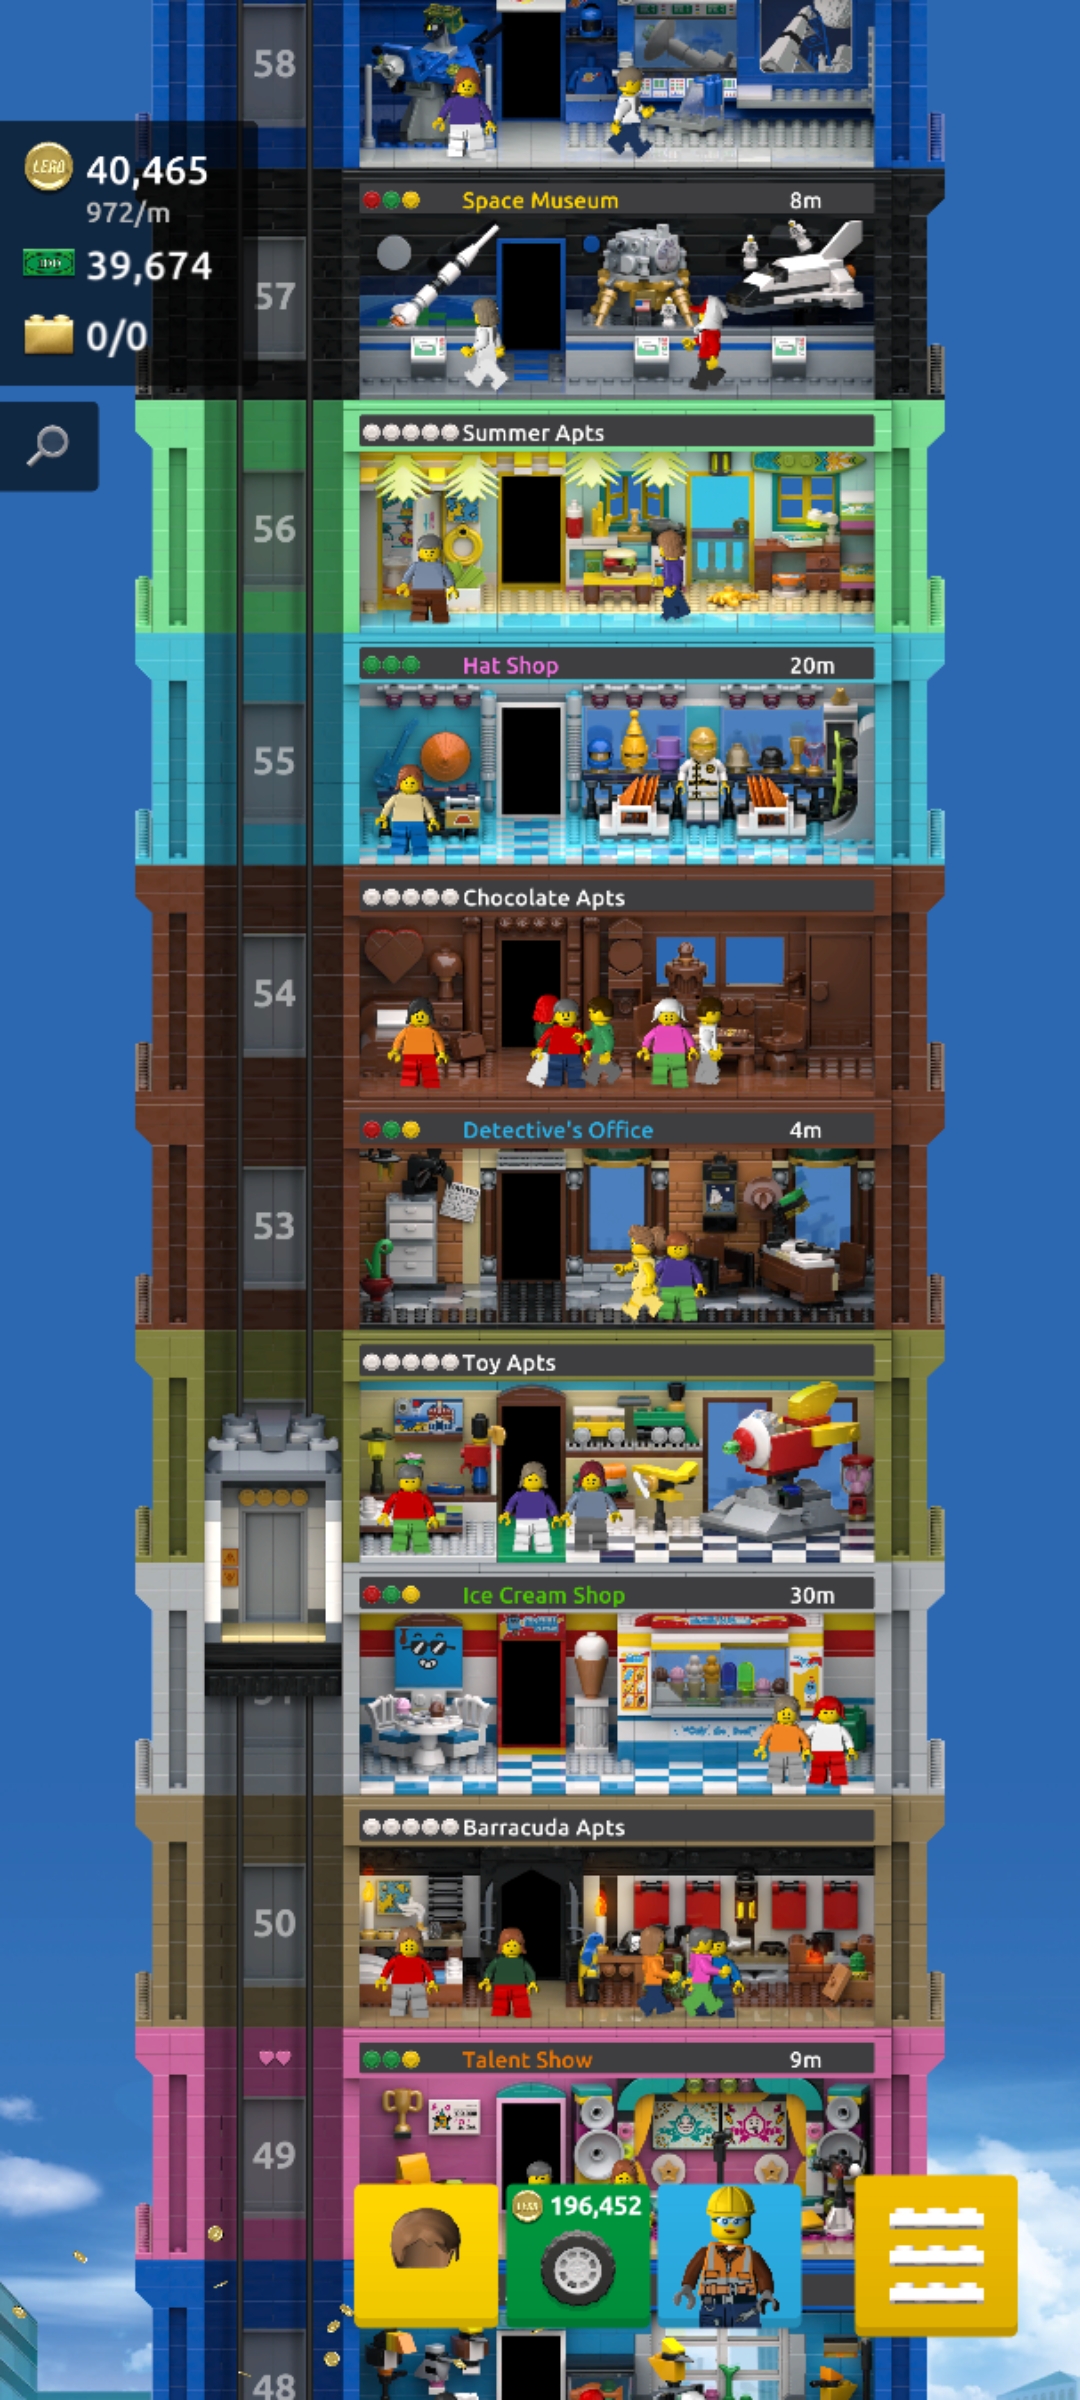 58
LEGO 40,465
972/m
39,674
0/0
Space Museum 8m
57
Summer Apts
56
Hat Shop 20m
55
Chocolate Apts
54
Detective's Office 4m
53
Toy Apts
Ice Cream Shop 30m
Barracuda Apts
50
Talent Show 9m
49
196,452
48